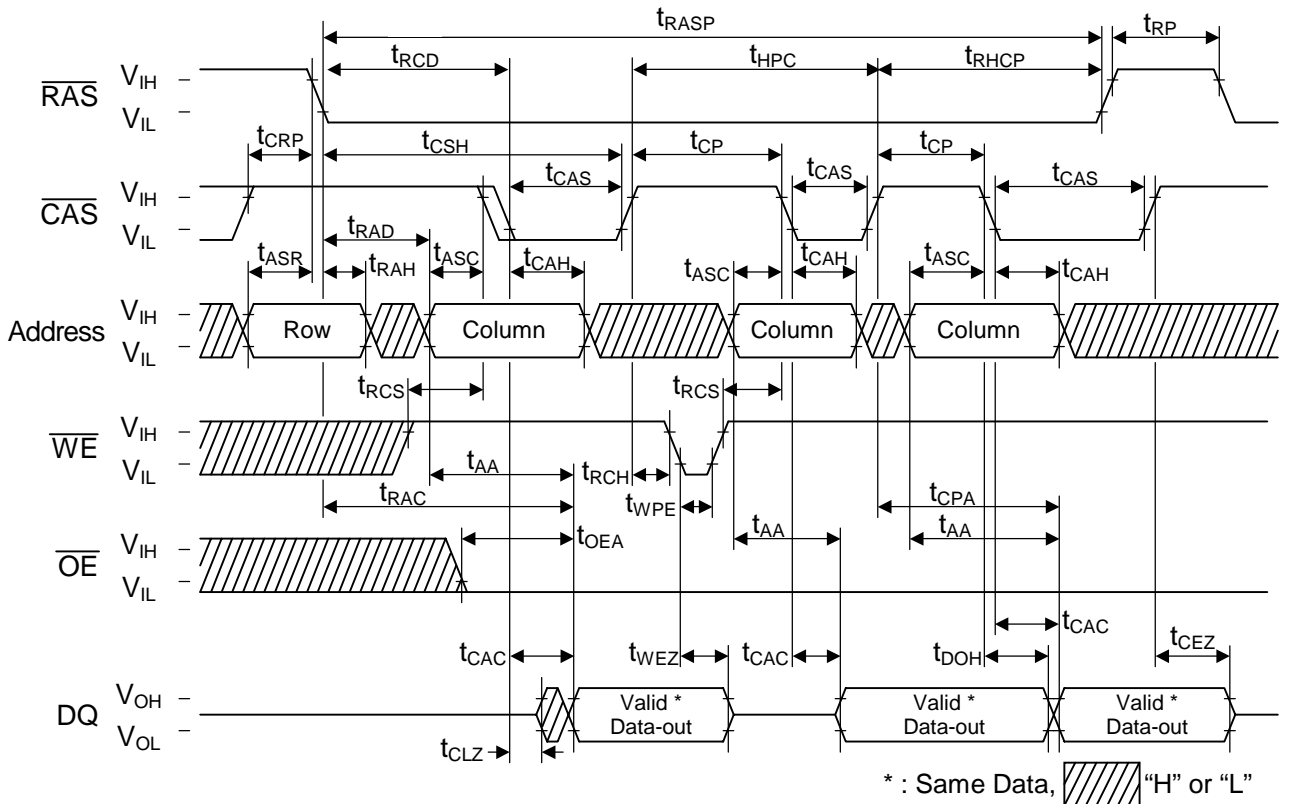 tRASP tRP
tRCD tHPC tRHCP
RAS VIH
VIL
tCRP tCSH tCP tCP
tCAS tCAS tCAS
CAS VIH
VIL
tRAD
tASR tRAH tASC tCAH tASC tCAH tASC tCAH
Address VIH
VIL
Row Column Column Column
tRCS tRCS
WE VIH
VIL
tAA tRCH
tRAC tWPE tCPA
tOEA tAA tAA
OE VIH
VIL
tCAC
tCAC tWEZ tCAC tDOH tCEZ
DQ VOH
VOL
Valid * Valid * Valid *
Data-out Data-out Data-out
tCLZ
* : Same Data, "H" or "L"